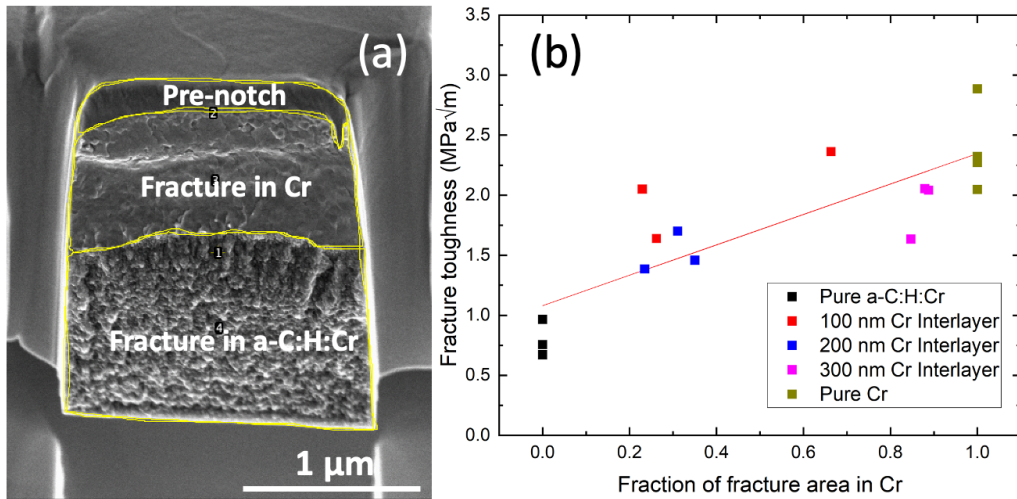 (a)
Pre-notch
2
3
Fracture in Cr
1
4
Fracture in a-C:H:Cr
1 μm
(b)
Fracture toughness (MPa√m)
3.5
3.0
2.5
2.0
1.5
1.0
0.5
0.0
0.0 0.2 0.4 0.6 0.8 1.0
Fraction of fracture area in Cr
Pure a-C:H:Cr
100 nm Cr Interlayer
200 nm Cr Interlayer
300 nm Cr Interlayer
Pure Cr